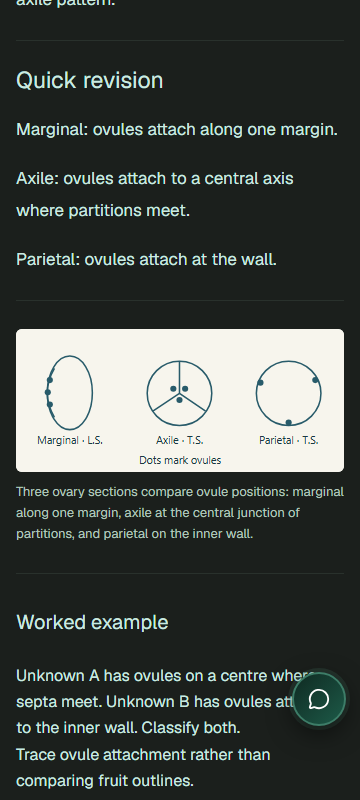 axile pattern.
Quick revision
Marginal: ovules attach along one margin.
Axile: ovules attach to a central axis
where partitions meet.
Parietal: ovules attach at the wall.
Marginal · L.S.
Axile · T.S.
Parietal · T.S.
Dots mark ovules
Three ovary sections compare ovule positions: marginal
along one margin, axile at the central junction of
partitions, and parietal on the inner wall.
Worked example
Unknown A has ovules on a centre where
septa meet. Unknown B has ovules
to the inner wall. Classify both.
Trace ovule attachment rather than
comparing fruit outlines.